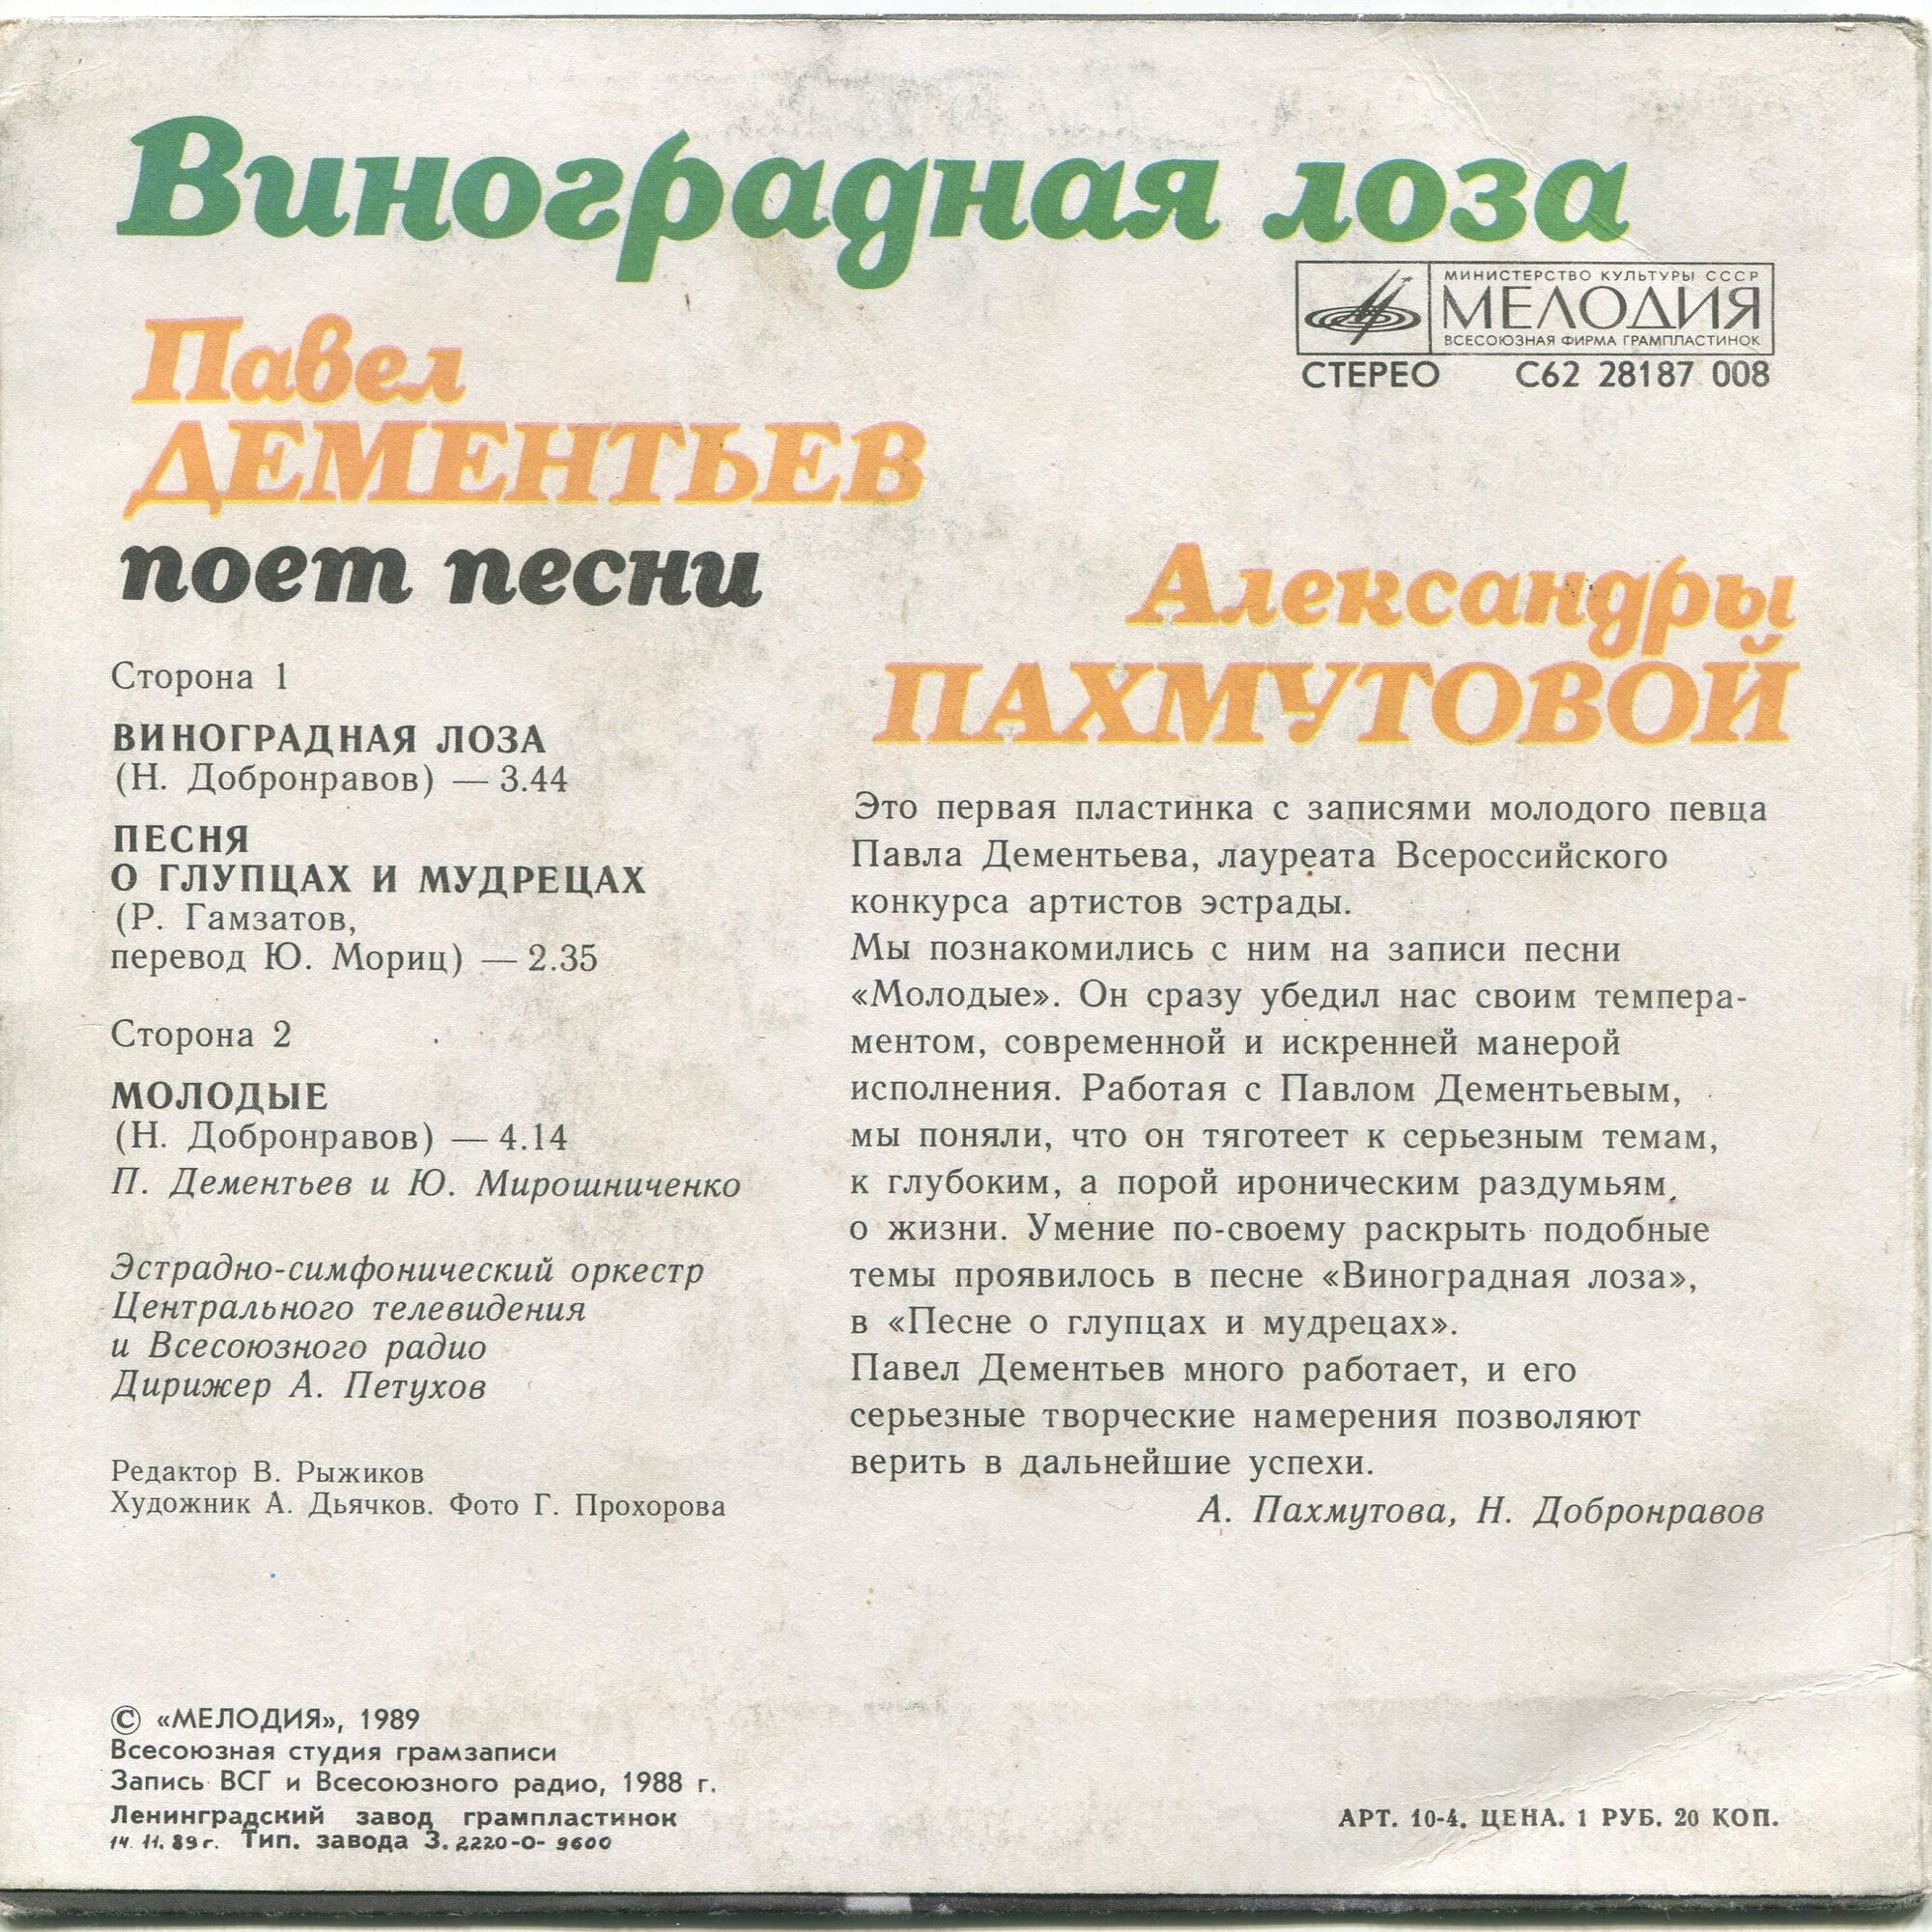 Виноградная лоза
МИНИСТЕРСТВО КУЛЬТУРЫ СССР
МЕЛОДИЯ
ВСЕСОЮЗНАЯ ФИРМА ГРАМПЛАСТИНОК
СТЕРЕО С62 28187 008
Павел
ДЕМЕНТЬЕВ
поет песни
Александры
ПАХМУТОВОЙ
Сторона 1
ВИНОГРАДНАЯ ЛОЗА
(Н. Добронравов) — 3.44
ПЕСНЯ
О ГЛУПЦАХ И МУДРЕЦАХ
(Р. Гамзатов,
перевод Ю. Мориц) — 2.35
Сторона 2
МОЛОДЫЕ
(Н. Добронравов) — 4.14
П. Дементьев и Ю. Мирошниченко
Эстрадно-симфонический оркестр
Центрального телевидения
и Всесоюзного радио
Дирижер А. Петухов
Редактор В. Рыжиков
Художник А. Дьячков. Фото Г. Прохорова
Это первая пластинка с записями молодого певца
Павла Дементьева, лауреата Всероссийского
конкурса артистов эстрады.
Мы познакомились с ним на записи песни
«Молодые». Он сразу убедил нас своим темпера-
ментом, современной и искренней манерой
исполнения. Работая с Павлом Дементьевым,
мы поняли, что он тяготеет к серьезным темам,
к глубоким, а порой ироническим раздумьям
о жизни. Умение по-своему раскрыть подобные
темы проявилось в песне «Виноградная лоза»,
в «Песне о глупцах и мудрецах».
Павел Дементьев много работает, и его
серьезные творческие намерения позволяют
верить в дальнейшие успехи.
А. Пахмутова, Н. Добронравов
© «МЕЛОДИЯ», 1989
Всесоюзная студия грамзаписи
Запись ВСГ и Всесоюзного радио, 1988 г.
Ленинградский завод грампластинок
14.11.89г. Тип. завода З. 2220-0-9600
АРТ. 10-4. ЦЕНА. 1 РУБ. 20 КОП.